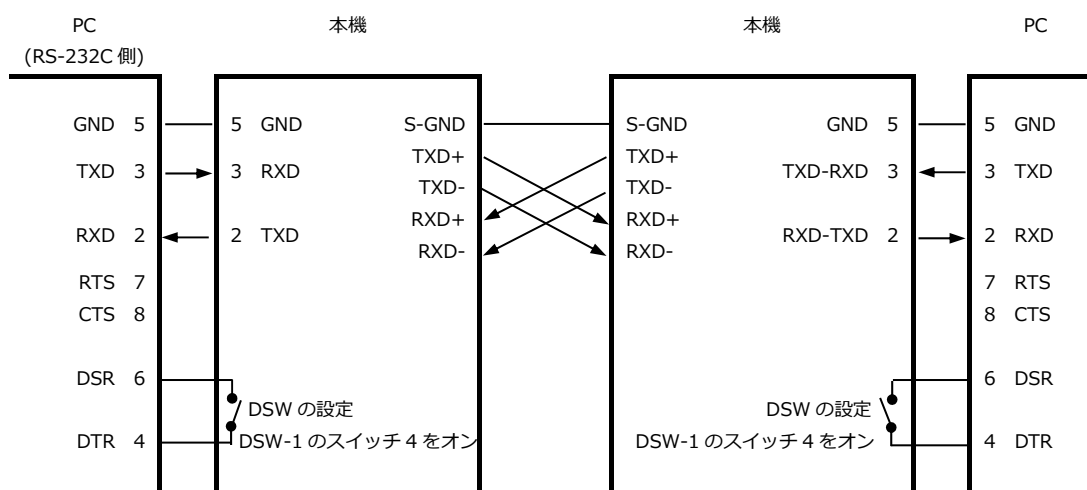 PC 本機 本機 PC
(RS-232C 側)
GND 5 5 GND S-GND S-GND GND 5 5 GND
TXD+ TXD+
TXD 3 3 RXD TXD-RXD 3 3 TXD
TXD- TXD-
RXD+ RXD+
RXD 2 2 TXD RXD-TXD 2 2 RXD
RXD- RXD-
RTS 7 7 RTS
CTS 8 8 CTS
DSR 6 6 DSR
DSW の設定 DSW の設定
DTR 4 DSW-1 のスイッチ 4 をオン DSW-1 のスイッチ 4 をオン 4 DTR